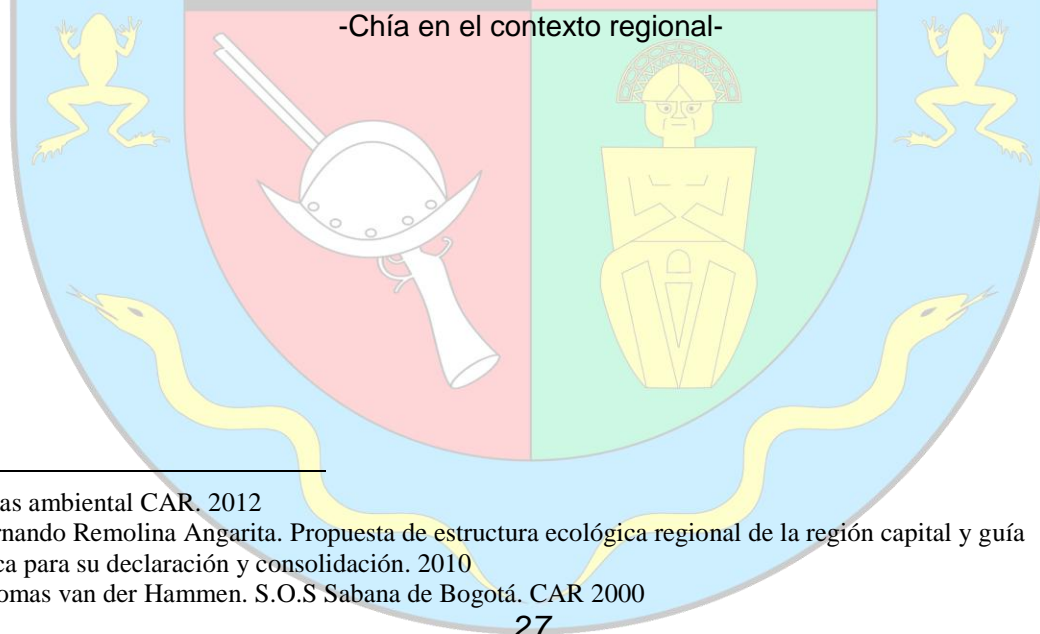 -Chía en el contexto regional-
as ambiental CAR. 2012
rnando Remolina Angarita. Propuesta de estructura ecológica regional de la región capital y guía
ca para su declaración y consolidación. 2010
omas van der Hammen. S.O.S Sabana de Bogotá. CAR 2000
27